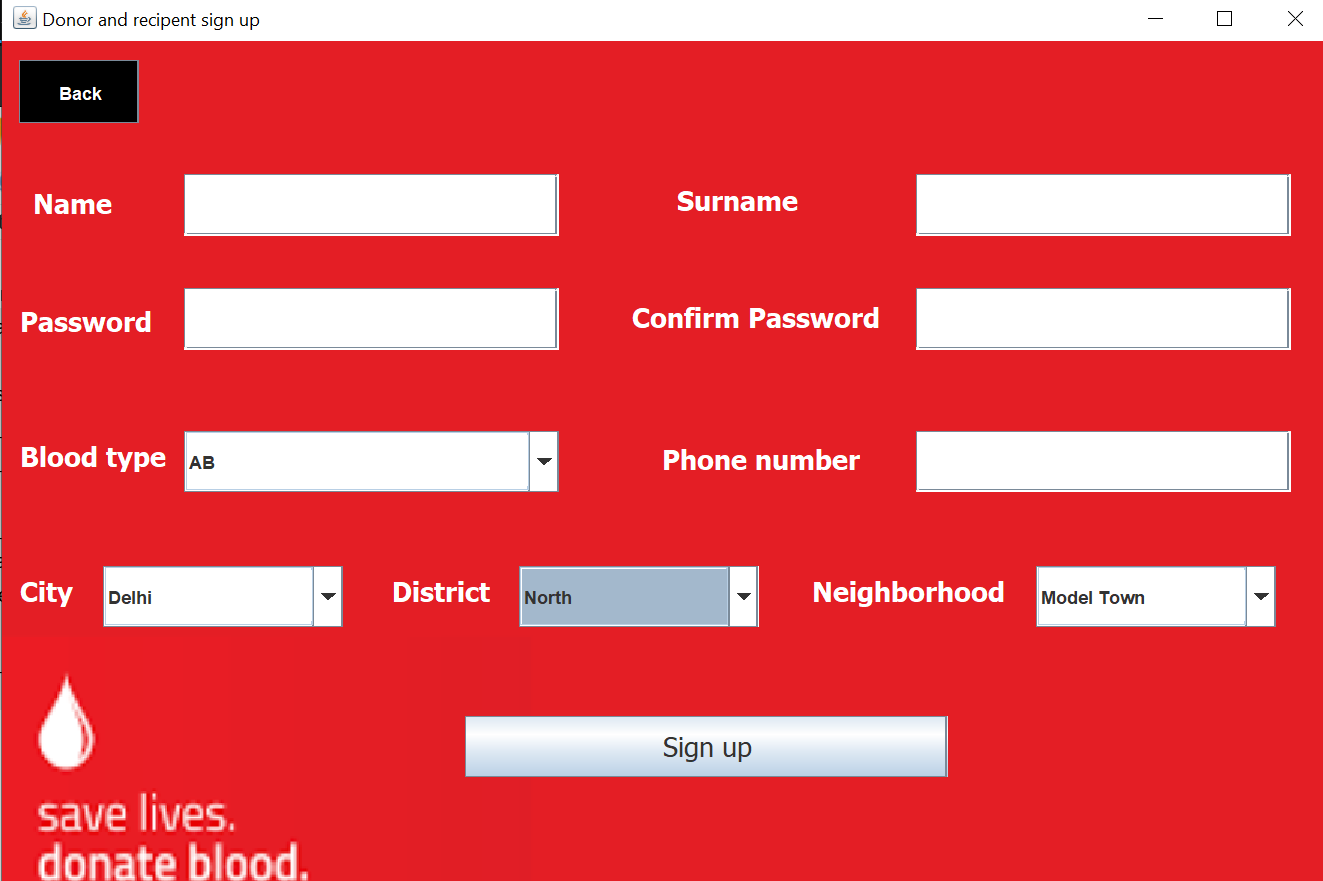 Donor and recipent sign up
Back
Name
Surname
Password
Confirm Password
Blood type
AB
Phone number
City
Delhi
District
North
Neighborhood
Model Town
Sign up
save lives.
donate blood.